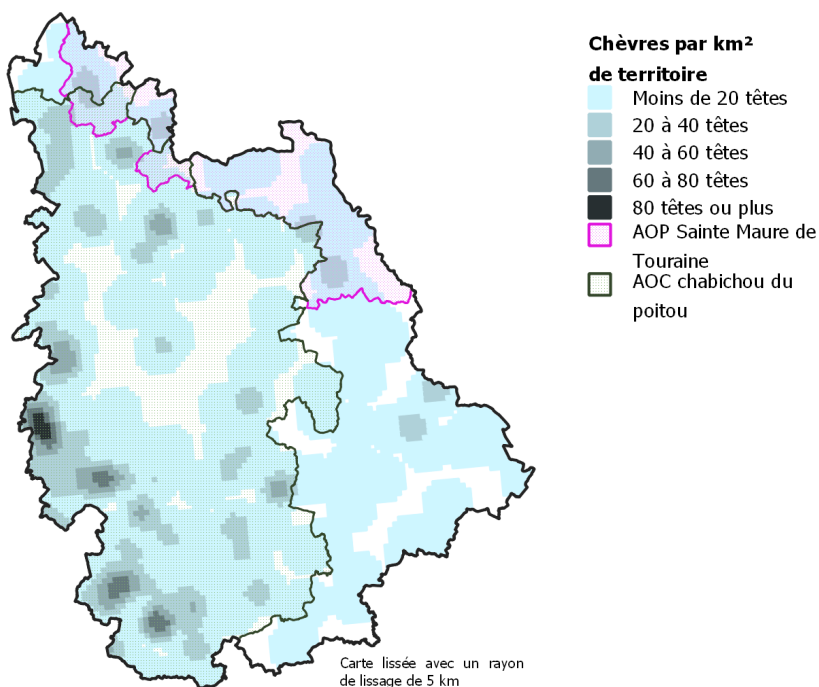 Chèvres par km²
de territoire
Moins de 20 têtes
20 à 40 têtes
40 à 60 têtes
60 à 80 têtes
80 têtes ou plus
AOP Sainte Maure de
Touraine
AOC chabichou du
poitou
Carte lissée avec un rayon
de lissage de 5 km